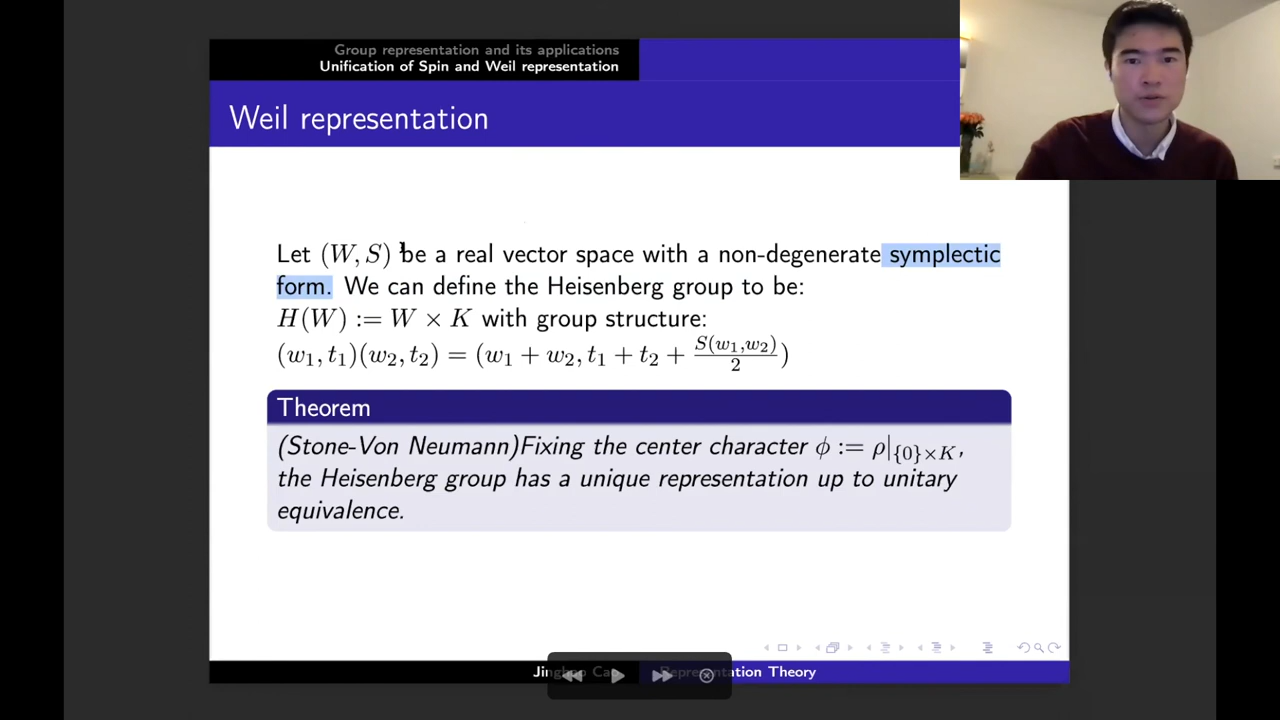 Group representation and its applications
Unification of Spin and Weil representation
Weil representation
Let (W, S) be a real vector space with a non-degenerate symplectic
form. We can define the Heisenberg group to be:
H(W) := W × K with group structure:
(w₁, t₁)(w₂, t₂) = (w₁ + w₂, t₁ + t₂ + S(w₁,w₂)/2)
Theorem
(Stone-Von Neumann)Fixing the center character ϕ := ρ|_{{0}×K},
the Heisenberg group has a unique representation up to unitary
equivalence.
Representation Theory